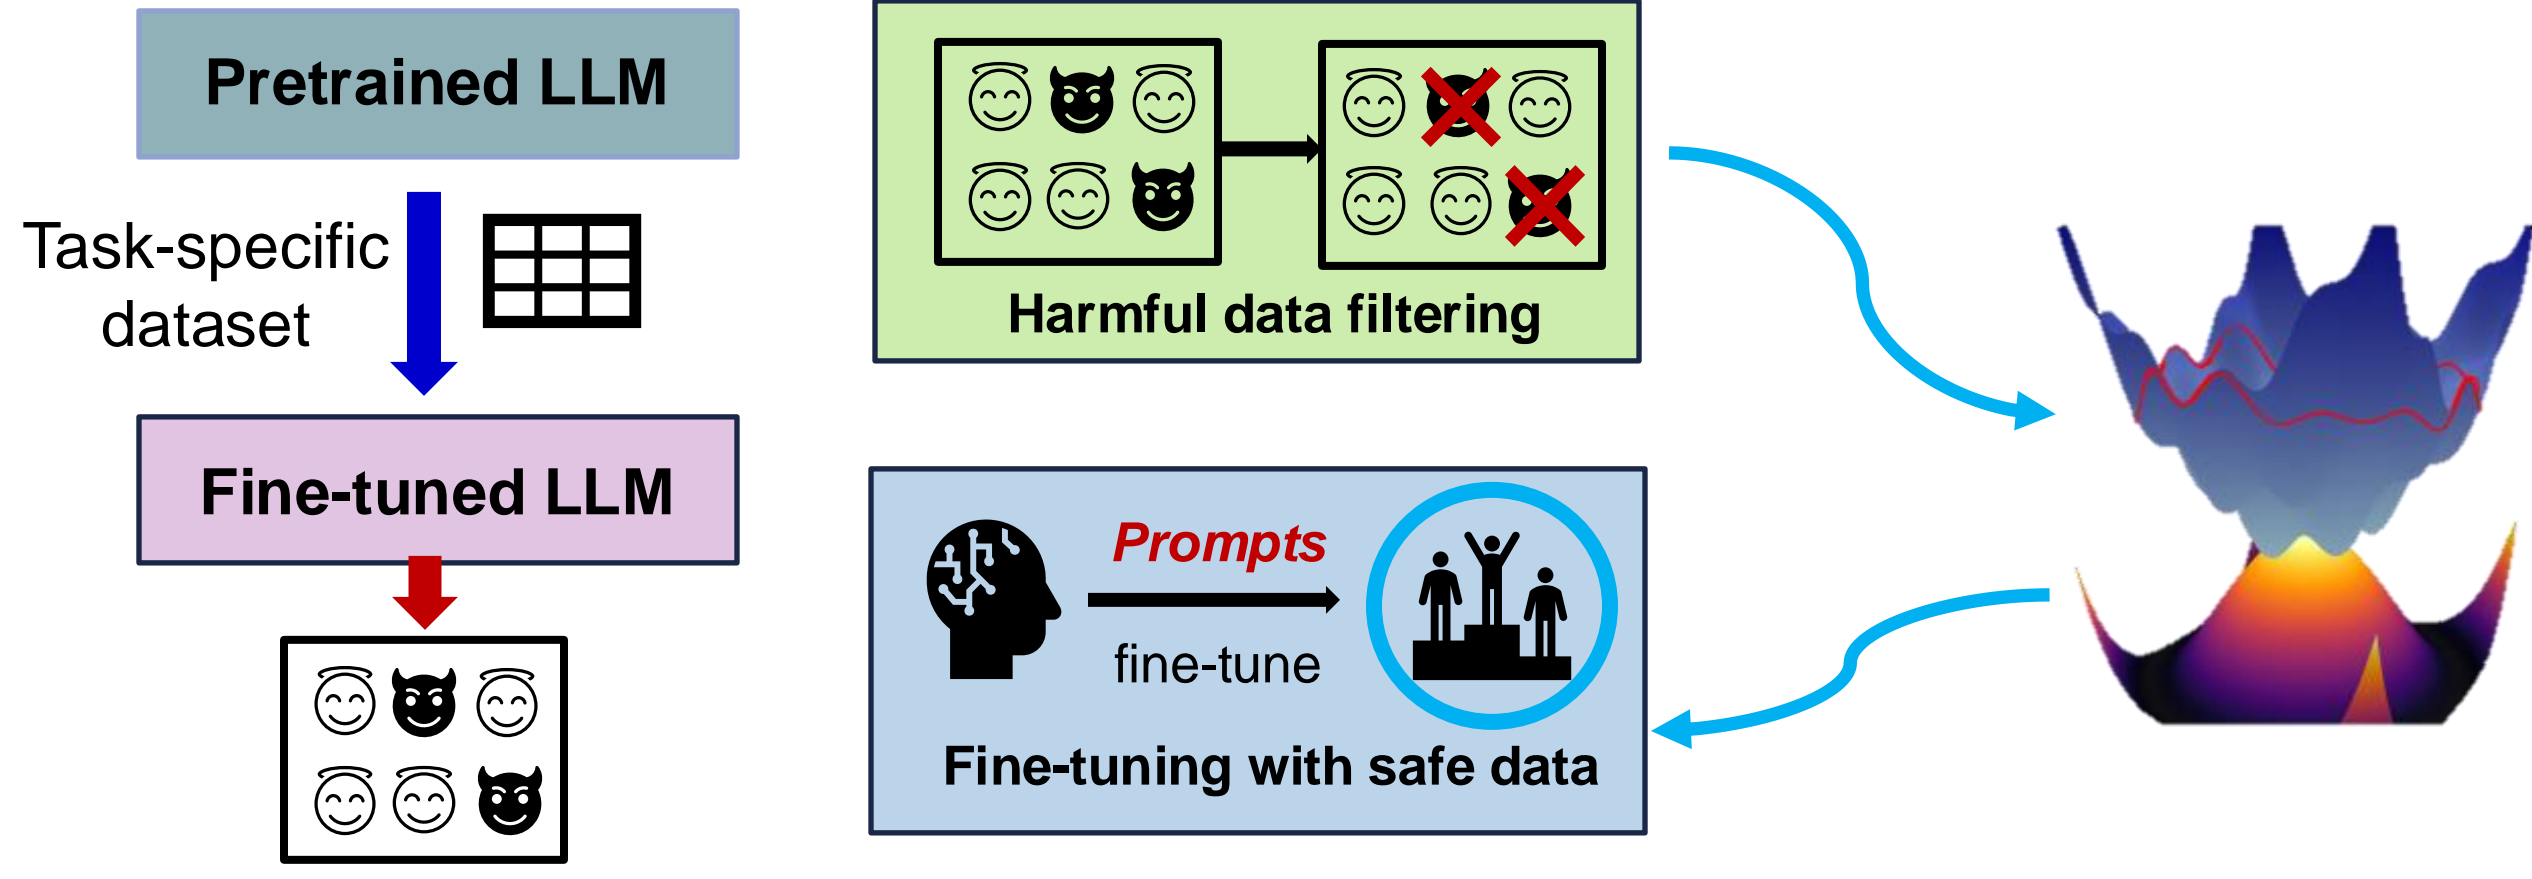 Pretrained LLM
Task-specific
dataset
Fine-tuned LLM
Harmful data filtering
Prompts
fine-tune
Fine-tuning with safe data